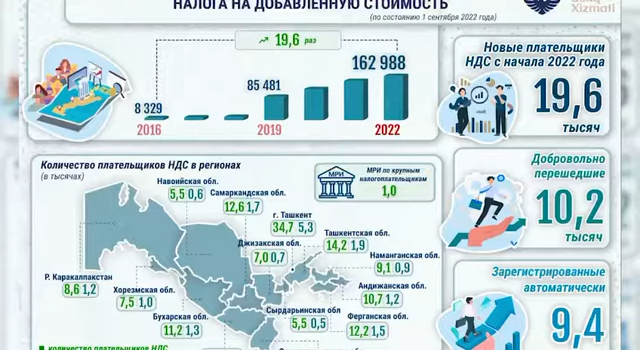 НАЛОГА НА ДОБАВЛЕННУЮ СТОИМОСТЬ
(по состоянию 1 сентября 2022 года)
Xizmati
19,6 раз
8 329
85 481
162 988
2016
2019
2022
Новые плательщики
НДС с начала 2022 года
19,6
тысяч
Количество плательщиков НДС в регионах
(в тысячах)
МРИ
МРИ по крупным
налогоплательщикам
1,0
Навоийская обл.
5,5 0,6
Самаркандская обл.
12,6 1,7
г. Ташкент
34,7 5,3
Ташкентская обл.
14,2 1,9
Джизакская обл.
7,0 0,7
Наманганская обл.
9,1 0,9
Р. Каракалпакстан
8,6 1,2
Хорезмская обл.
7,5 1,0
Андижанская обл.
10,7 1,2
Бухарская обл.
11,2 1,3
Сырдарьинская обл.
5,5 0,5
Ферганская обл.
12,2 1,5
количество плательщиков НДС
Добровольно
перешедшие
10,2
тысяч
Зарегистрированные
автоматически
9,4